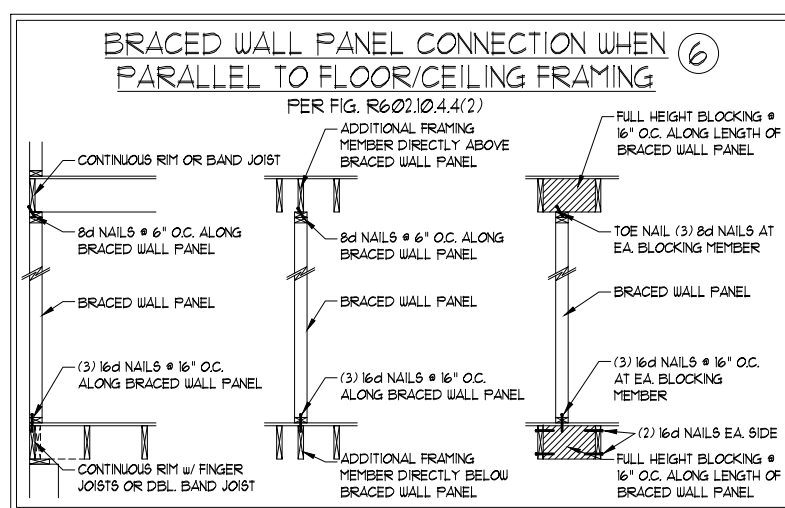 BRACED WALL PANEL CONNECTION WHEN
PARALLEL TO FLOOR/CEILING FRAMING
6
PER FIG. R602.10.4.4(2)
CONTINUOUS RIM OR BAND JOIST
8d NAILS @ 6" O.C. ALONG
BRACED WALL PANEL
BRACED WALL PANEL
(3) 16d NAILS @ 16" O.C.
ALONG BRACED WALL PANEL
CONTINUOUS RIM W/ FINGER
JOISTS OR DBL. BAND JOIST
ADDITIONAL FRAMING
MEMBER DIRECTLY ABOVE
BRACED WALL PANEL
8d NAILS @ 6" O.C. ALONG
BRACED WALL PANEL
BRACED WALL PANEL
(3) 16d NAILS @ 16" O.C.
ALONG BRACED WALL PANEL
ADDITIONAL FRAMING
MEMBER DIRECTLY BELOW
BRACED WALL PANEL
FULL HEIGHT BLOCKING @
16" O.C. ALONG LENGTH OF
BRACED WALL PANEL
TOE NAIL (3) 8d NAILS AT
EA. BLOCKING MEMBER
BRACED WALL PANEL
(3) 16d NAILS @ 16" O.C.
AT EA. BLOCKING
MEMBER
(2) 16d NAILS EA. SIDE
FULL HEIGHT BLOCKING @
16" O.C. ALONG LENGTH OF
BRACED WALL PANEL